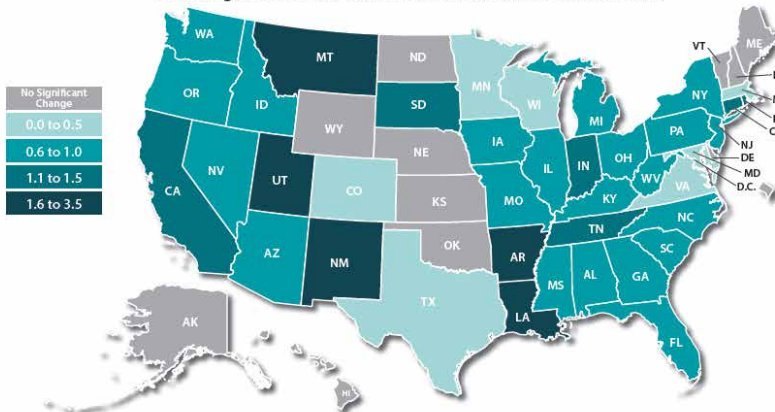 No Significant
Change
0.0 to 0.5
0.6 to 1.0
1.1 to 1.5
1.6 to 3.5
WA
OR
CA
NV
ID
MT
WY
UT
AZ
CO
NM
ND
SD
NE
KS
OK
TX
MN
IA
MO
AR
LA
WI
IL
MI
IN
OH
KY
TN
MS
AL
GA
FL
SC
NC
VA
WV
PA
NY
VT
ME
NJ
DE
MD
D.C.
AK
HI